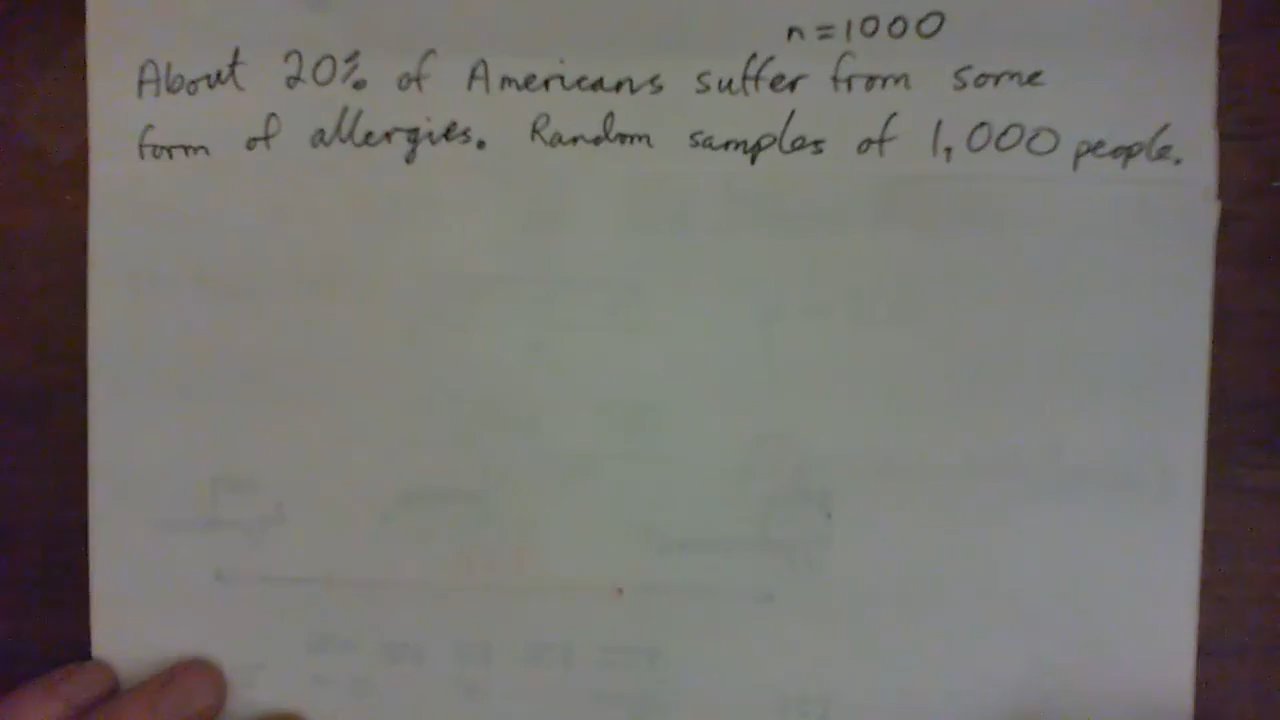 n=1000
About 20% of Americans suffer from some
form of allergies. Random samples of 1,000 people.